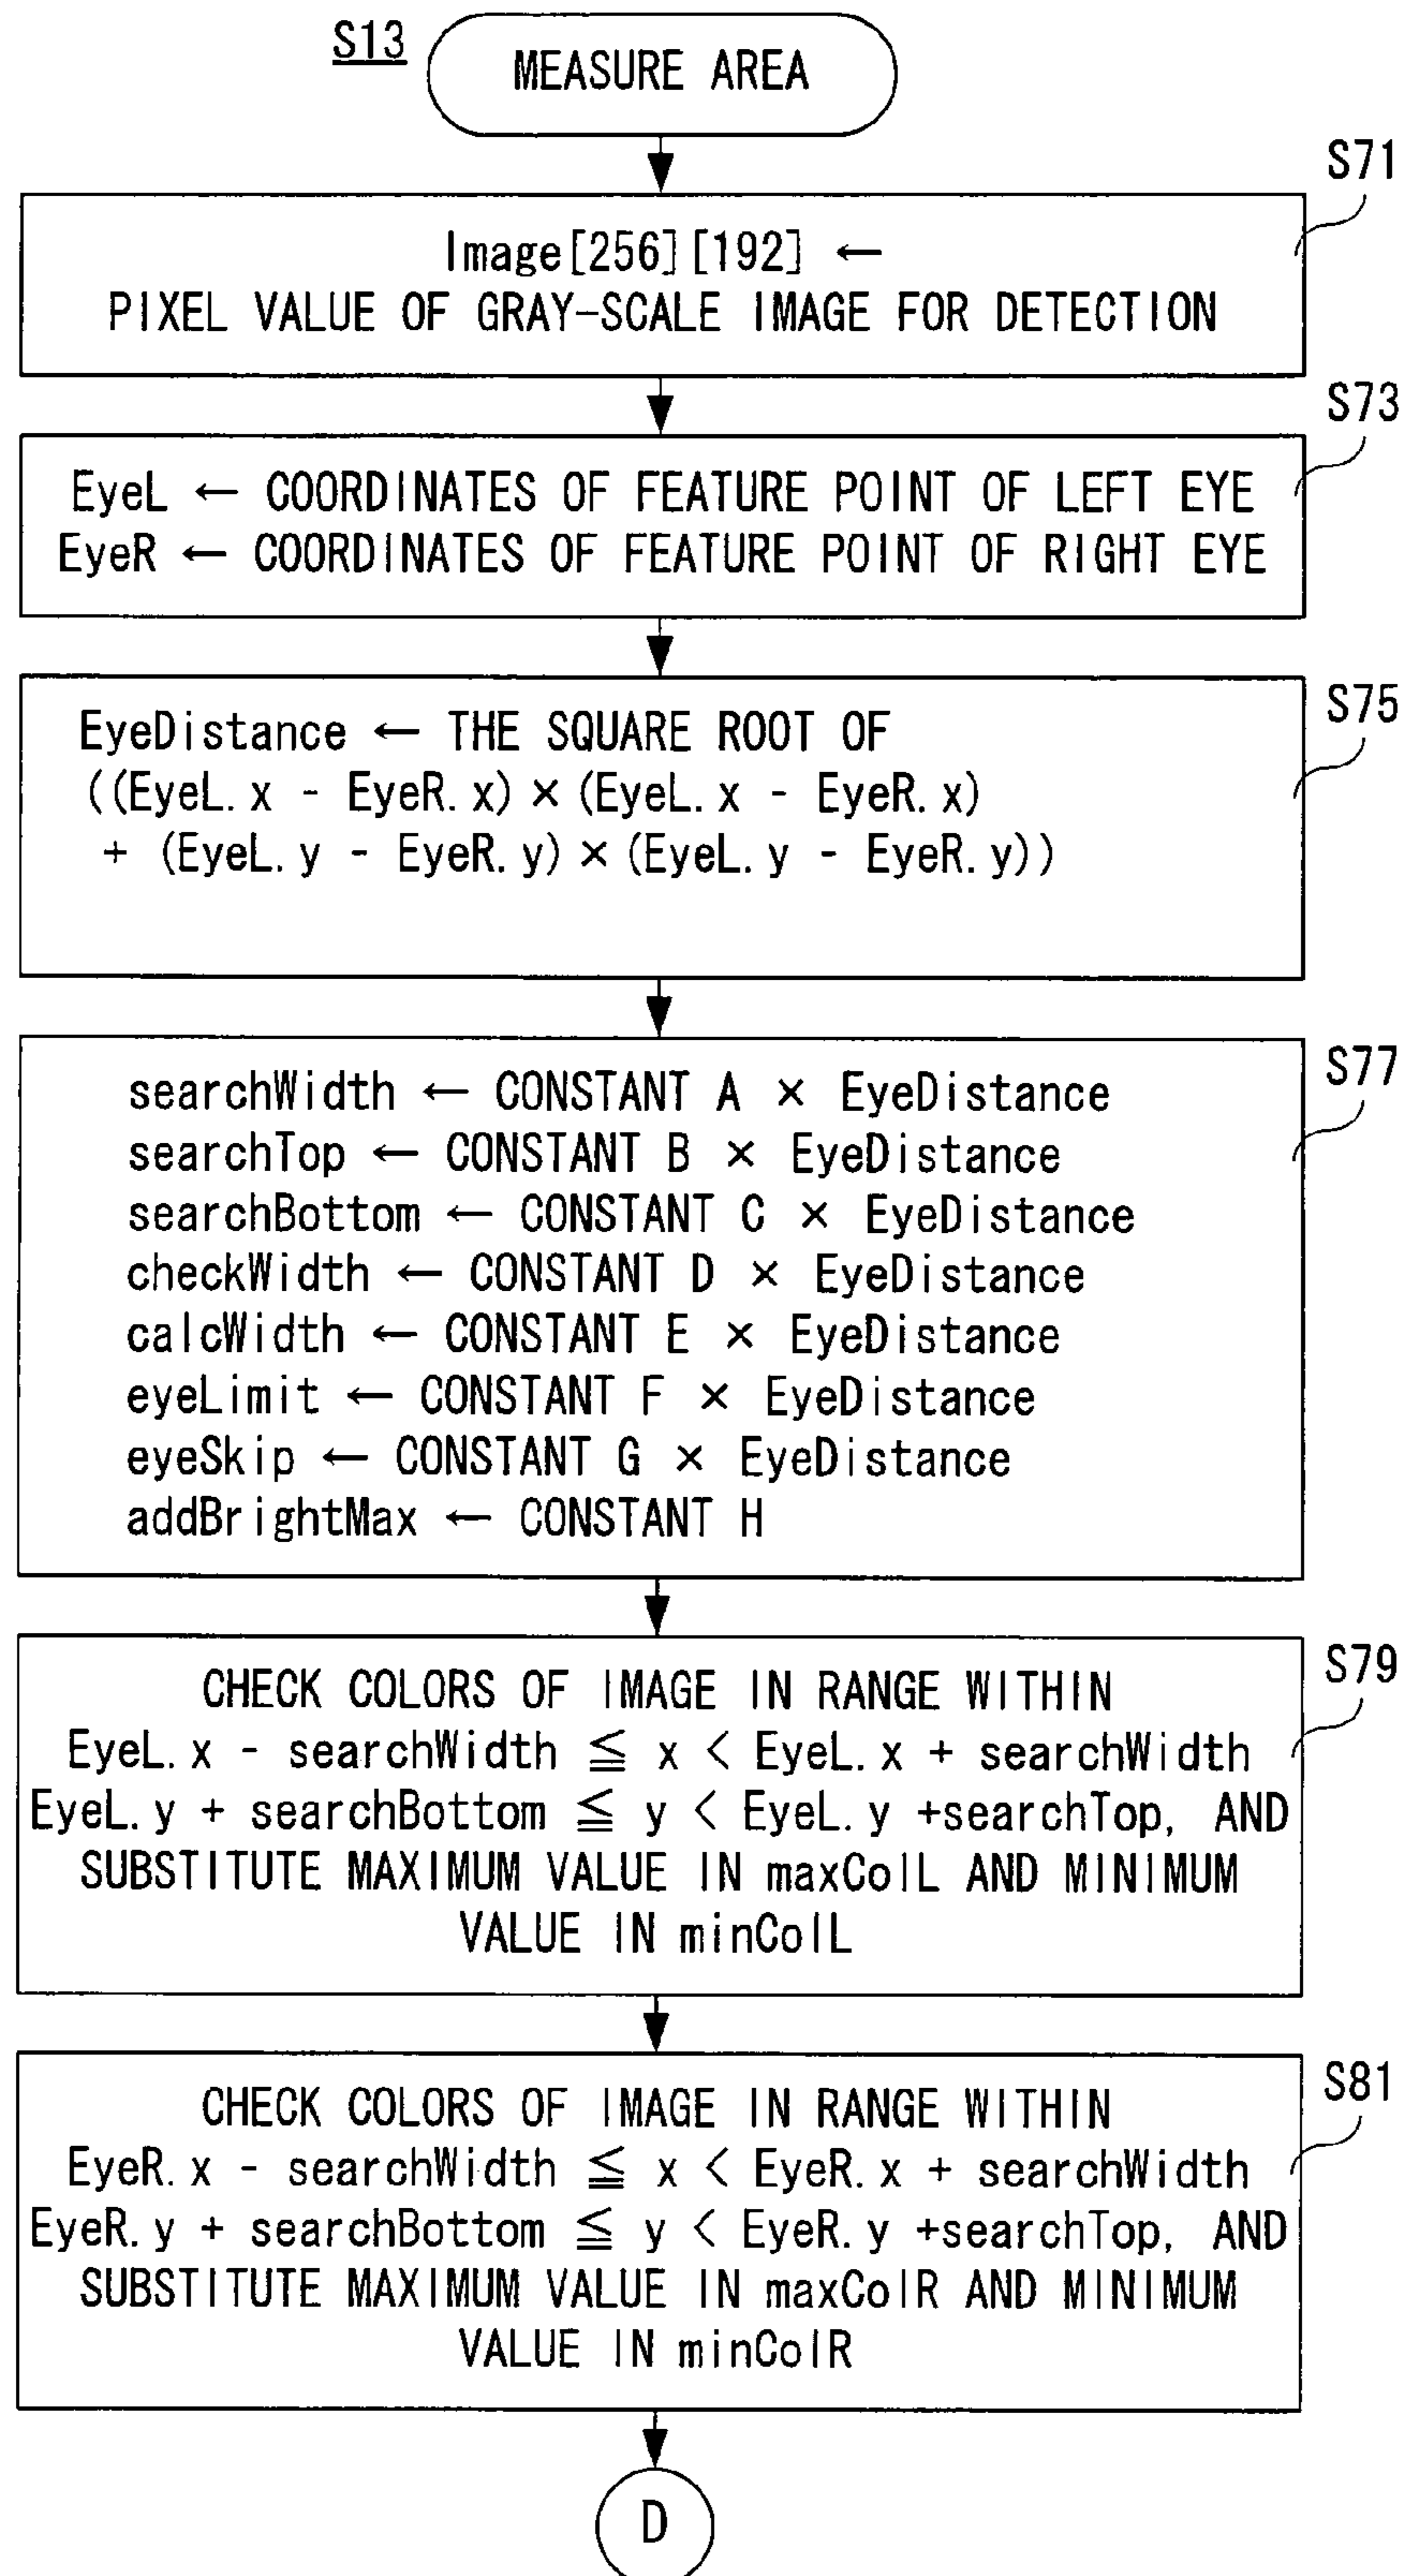 S13
MEASURE AREA
S71
Image[256][192] ←
PIXEL VALUE OF GRAY-SCALE IMAGE FOR DETECTION
S73
EyeL ← COORDINATES OF FEATURE POINT OF LEFT EYE
EyeR ← COORDINATES OF FEATURE POINT OF RIGHT EYE
S75
EyeDistance ← THE SQUARE ROOT OF
((EyeL.x - EyeR.x) × (EyeL.x - EyeR.x)
+ (EyeL.y - EyeR.y) × (EyeL.y - EyeR.y))
S77
searchWidth ← CONSTANT A × EyeDistance
searchTop ← CONSTANT B × EyeDistance
searchBottom ← CONSTANT C × EyeDistance
checkWidth ← CONSTANT D × EyeDistance
calcWidth ← CONSTANT E × EyeDistance
eyeLimit ← CONSTANT F × EyeDistance
eyeSkip ← CONSTANT G × EyeDistance
addBrightMax ← CONSTANT H
S79
CHECK COLORS OF IMAGE IN RANGE WITHIN
EyeL.x - searchWidth ≦ x < EyeL.x + searchWidth
EyeL.y + searchBottom ≦ y < EyeL.y +searchTop, AND
SUBSTITUTE MAXIMUM VALUE IN maxColL AND MINIMUM
VALUE IN minColL
S81
CHECK COLORS OF IMAGE IN RANGE WITHIN
EyeR.x - searchWidth ≦ x < EyeR.x + searchWidth
EyeR.y + searchBottom ≦ y < EyeR.y +searchTop, AND
SUBSTITUTE MAXIMUM VALUE IN maxColR AND MINIMUM
VALUE IN minColR
D